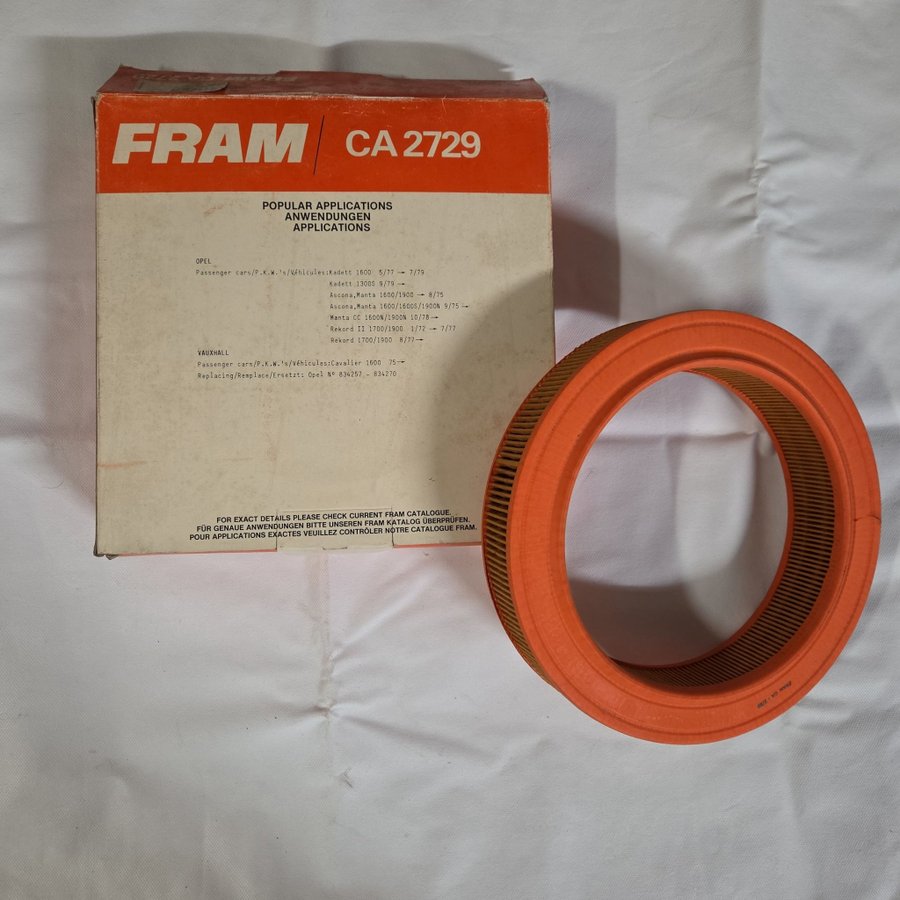 FRAM / CA 2729
POPULAR APPLICATIONS
ANWENDUNGEN
APPLICATIONS
OPEL
Passenger cars/P.K.W.'s/Véhicules:Kadett 1600 5/77 → 7/79
Kadett 1300S 9/79 →
Ascona,Manta 1600/1900 → 8/75
Ascona,Manta 1600/1600S/1900N 9/75 →
Manta CC 1600N/1900N 10/78 →
Rekord II 1700/1900 1/72 → 7/77
Rekord 1700/1900 8/77 →
VAUXHALL
Passenger cars/P.K.W.'s/Véhicules:Cavalier 1600 75 →
Replacing/Remplace/Ersetzt: Opel N° 834257 - 834270
FOR EXACT DETAILS PLEASE CHECK CURRENT FRAM CATALOGUE.
FÜR GENAUE ANWENDUNGEN BITTE UNSEREN FRAM KATALOG ÜBERPRÜFEN.
POUR APPLICATIONS EXACTES VEUILLEZ CONTRÔLER NÔTRE CATALOGUE FRAM.
FRAM CA